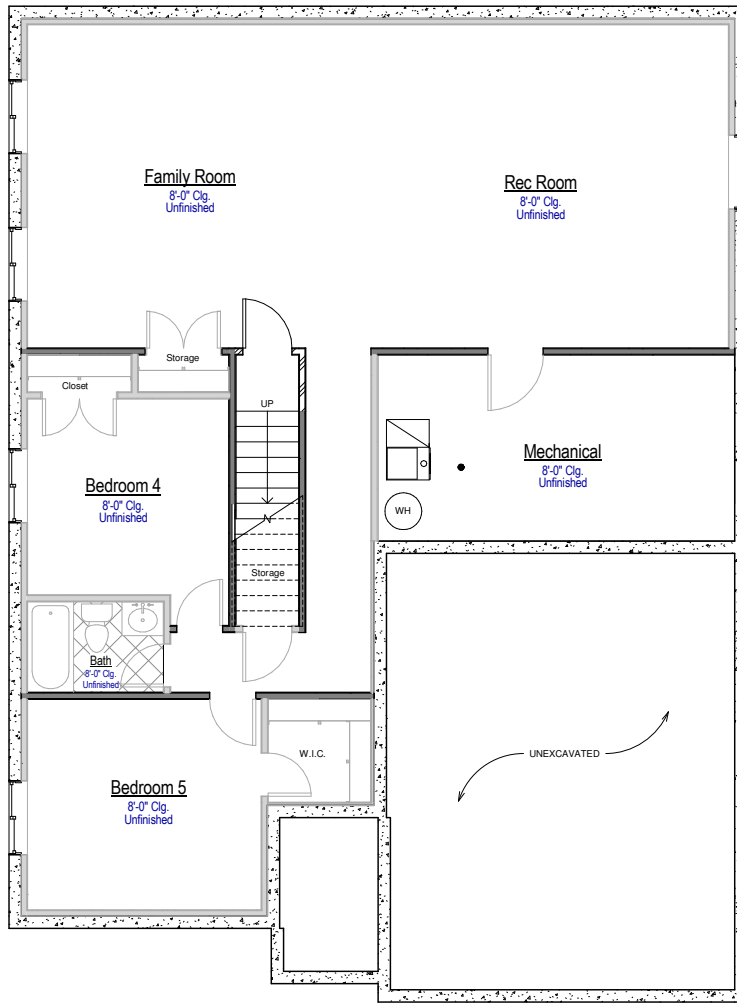 Family Room
8'-0" Clg.
Unfinished
Rec Room
8'-0" Clg.
Unfinished
Storage
Closet
UP
Mechanical
8'-0" Clg.
Unfinished
Bedroom 4
8'-0" Clg.
Unfinished
WH
Storage
Bath
8'-0" Clg.
Unfinished
W.I.C.
UNEXCAVATED
Bedroom 5
8'-0" Clg.
Unfinished